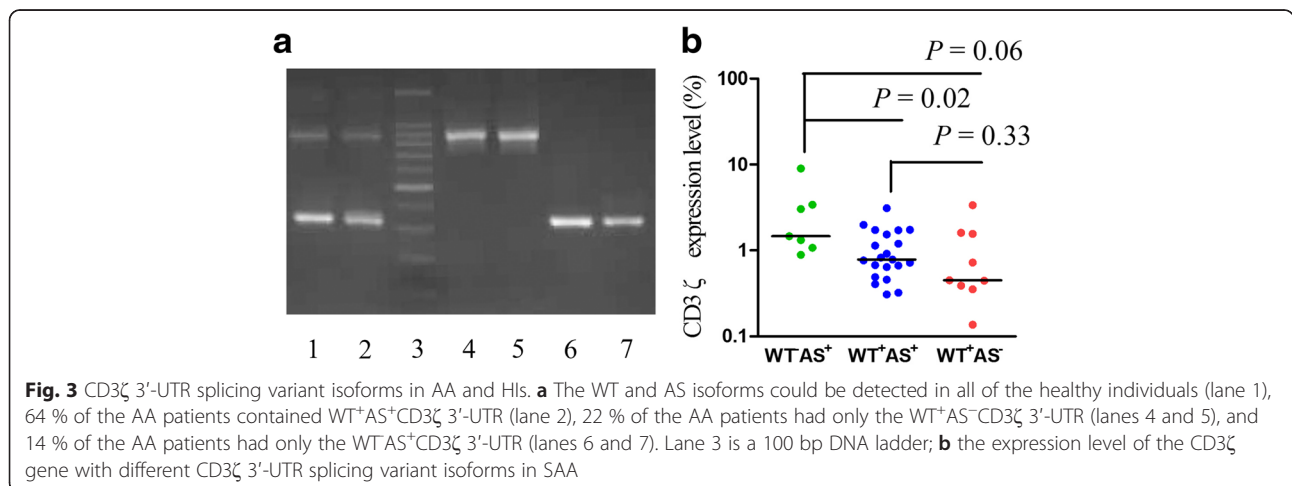 a
b
P = 0.06
P = 0.02
P = 0.33
CD3 ζ expression level (%)
100
10
1
0.1
WT⁻AS⁺ WT⁺AS⁺ WT⁺AS⁻
1 2 3 4 5 6 7
Fig. 3 CD3ζ 3′-UTR splicing variant isoforms in AA and HIs. a The WT and AS isoforms could be detected in all of the healthy individuals (lane 1),
64 % of the AA patients contained WT⁺AS⁺CD3ζ 3′-UTR (lane 2), 22 % of the AA patients had only the WT⁺AS⁻CD3ζ 3′-UTR (lanes 4 and 5), and
14 % of the AA patients had only the WT⁻AS⁺CD3ζ 3′-UTR (lanes 6 and 7). Lane 3 is a 100 bp DNA ladder; b the expression level of the CD3ζ
gene with different CD3ζ 3′-UTR splicing variant isoforms in SAA